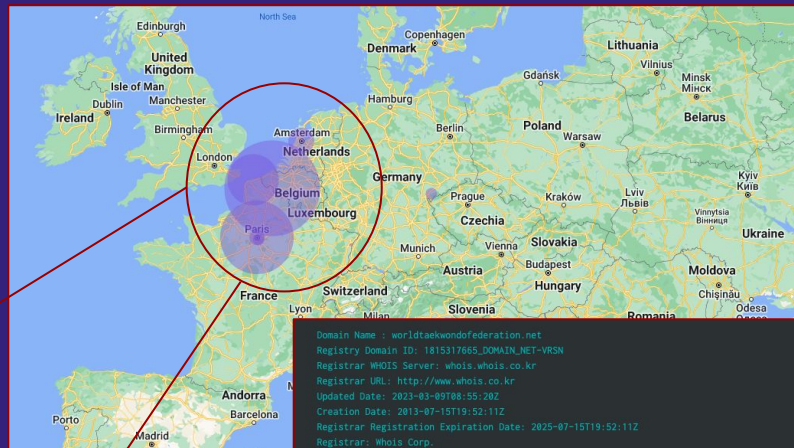 North Sea
Edinburgh
Copenhagen
Denmark
Lithuania
United
Kingdom
Vilnius
Gdańsk
Minsk
Мінск
Isle of Man
Manchester
Hamburg
Dublin
Ireland
Belarus
Birmingham
Amsterdam
Berlin
Poland
Warsaw
Netherlands
London
Germany
Kyiv
Київ
Belgium
Prague
Kraków
Lviv
Львів
Luxembourg
Czechia
Vinnytsia
Вінниця
Paris
Ukraine
Munich
Vienna
Slovakia
Budapest
Austria
Moldova
Hungary
Chișinău
France
Switzerland
Odesa
Lyon
Milan
Slovenia
Romania
Domain Name : worldtaekwondofederation.net
Registry Domain ID: 1815317665_DOMAIN_NET-VRSN
Registrar WHOIS Server: whois.whois.co.kr
Registrar URL: http://www.whois.co.kr
Updated Date: 2023-03-09T08:55:20Z
Creation Date: 2013-07-15T19:52:11Z
Registrar Registration Expiration Date: 2025-07-15T19:52:11Z
Registrar: Whois Corp.
Andorra
Barcelona
Porto
Madrid